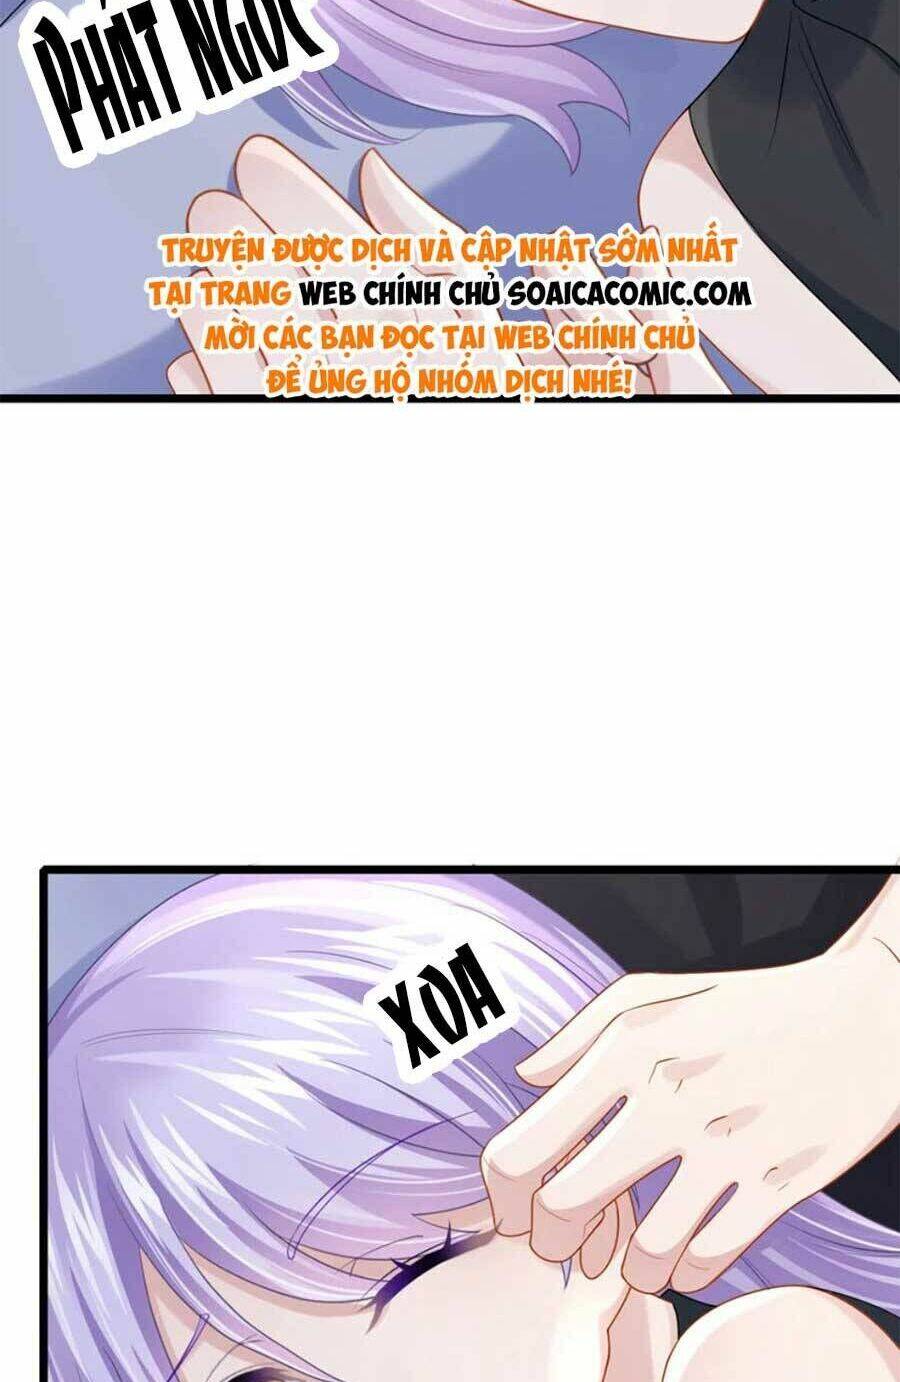 PHÁT NGỐC
TRUYỆN ĐƯỢC DỊCH VÀ CẬP NHẬT SỚM NHẤT
TẠI TRANG WEB CHÍNH CHỦ SOAICACOMIC.COM
MỜI CÁC BẠN ĐỌC TẠI WEB CHÍNH CHỦ
ĐỂ ỦNG HỘ NHÓM DỊCH NHÉ!
XOA